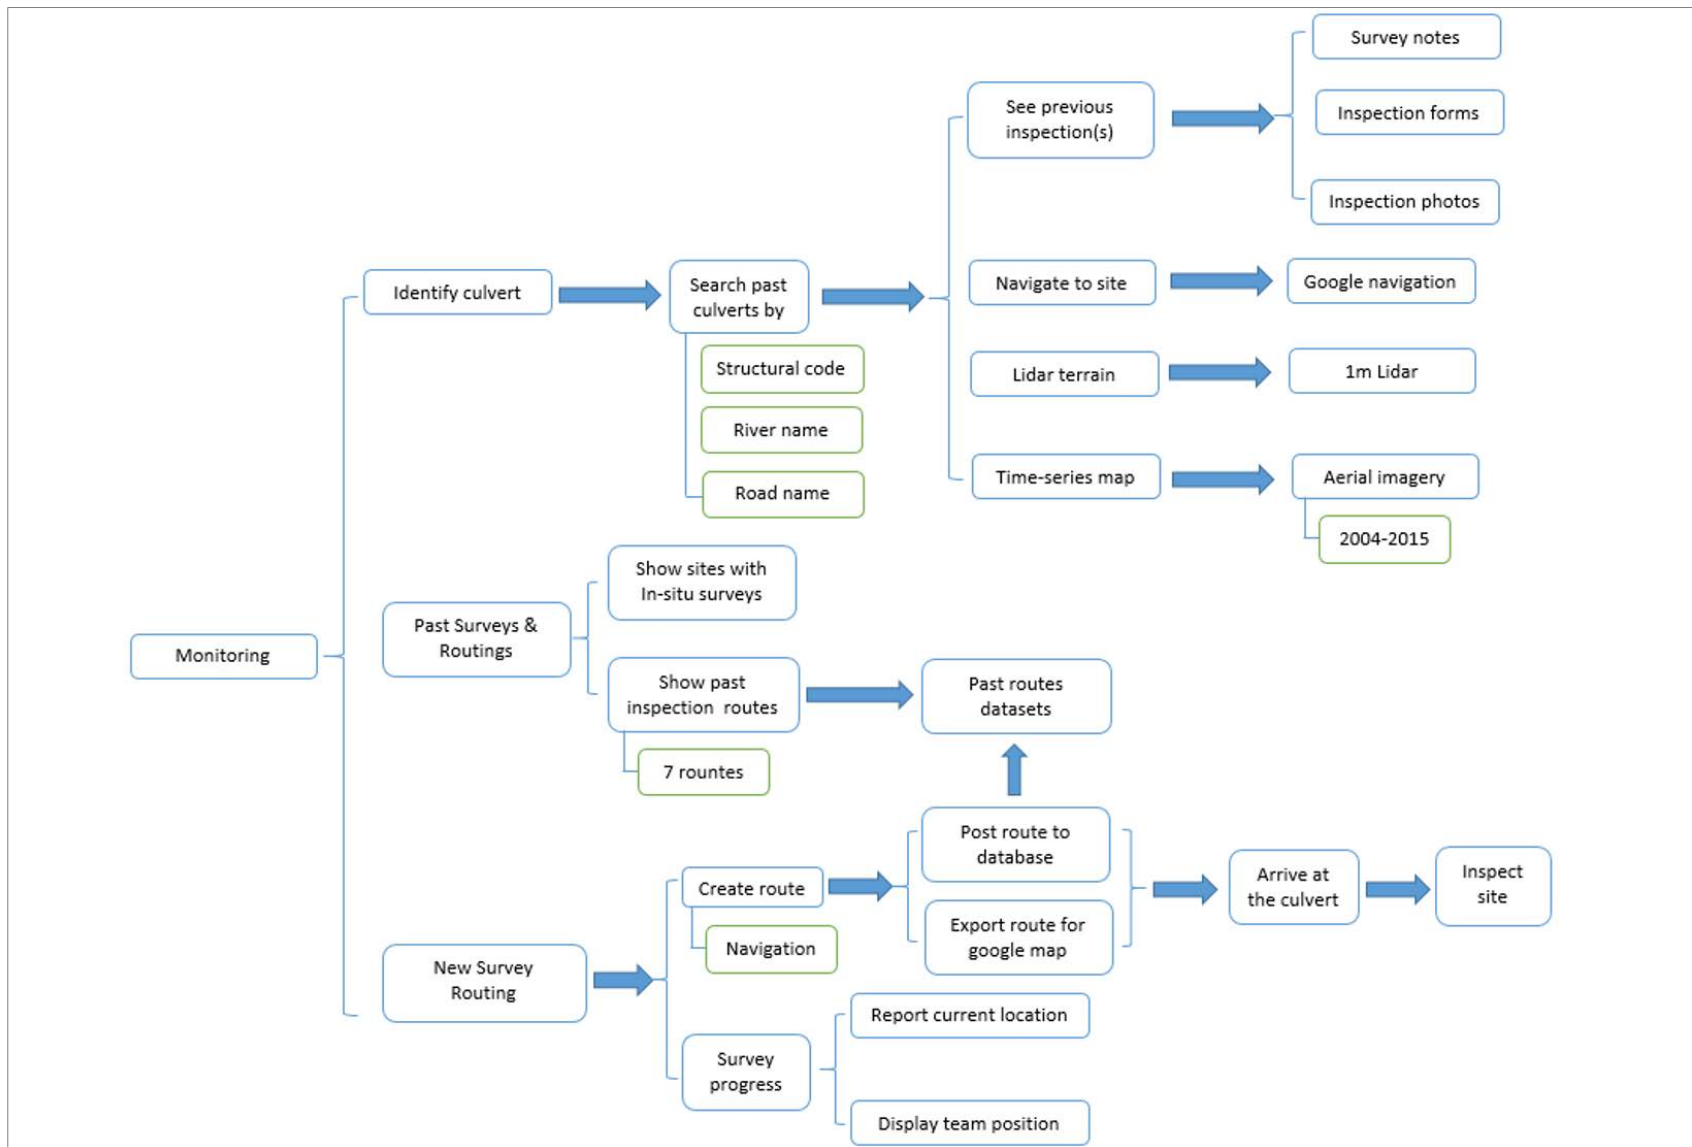 Survey notes
See previous
inspection(s)
Inspection forms
Inspection photos
Identify culvert
Search past
culverts by
Navigate to site
Google navigation
Structural code
Lidar terrain
1m Lidar
River name
Road name
Time-series map
Aerial imagery
2004-2015
Show sites with
In-situ surveys
Past Surveys &
Routings
Monitoring
Show past
inspection routes
Past routes
datasets
7 rountes
Post route to
database
Create route
Arrive at
the culvert
Inspect
site
Navigation
Export route for
google map
New Survey
Routing
Report current location
Survey
progress
Display team position